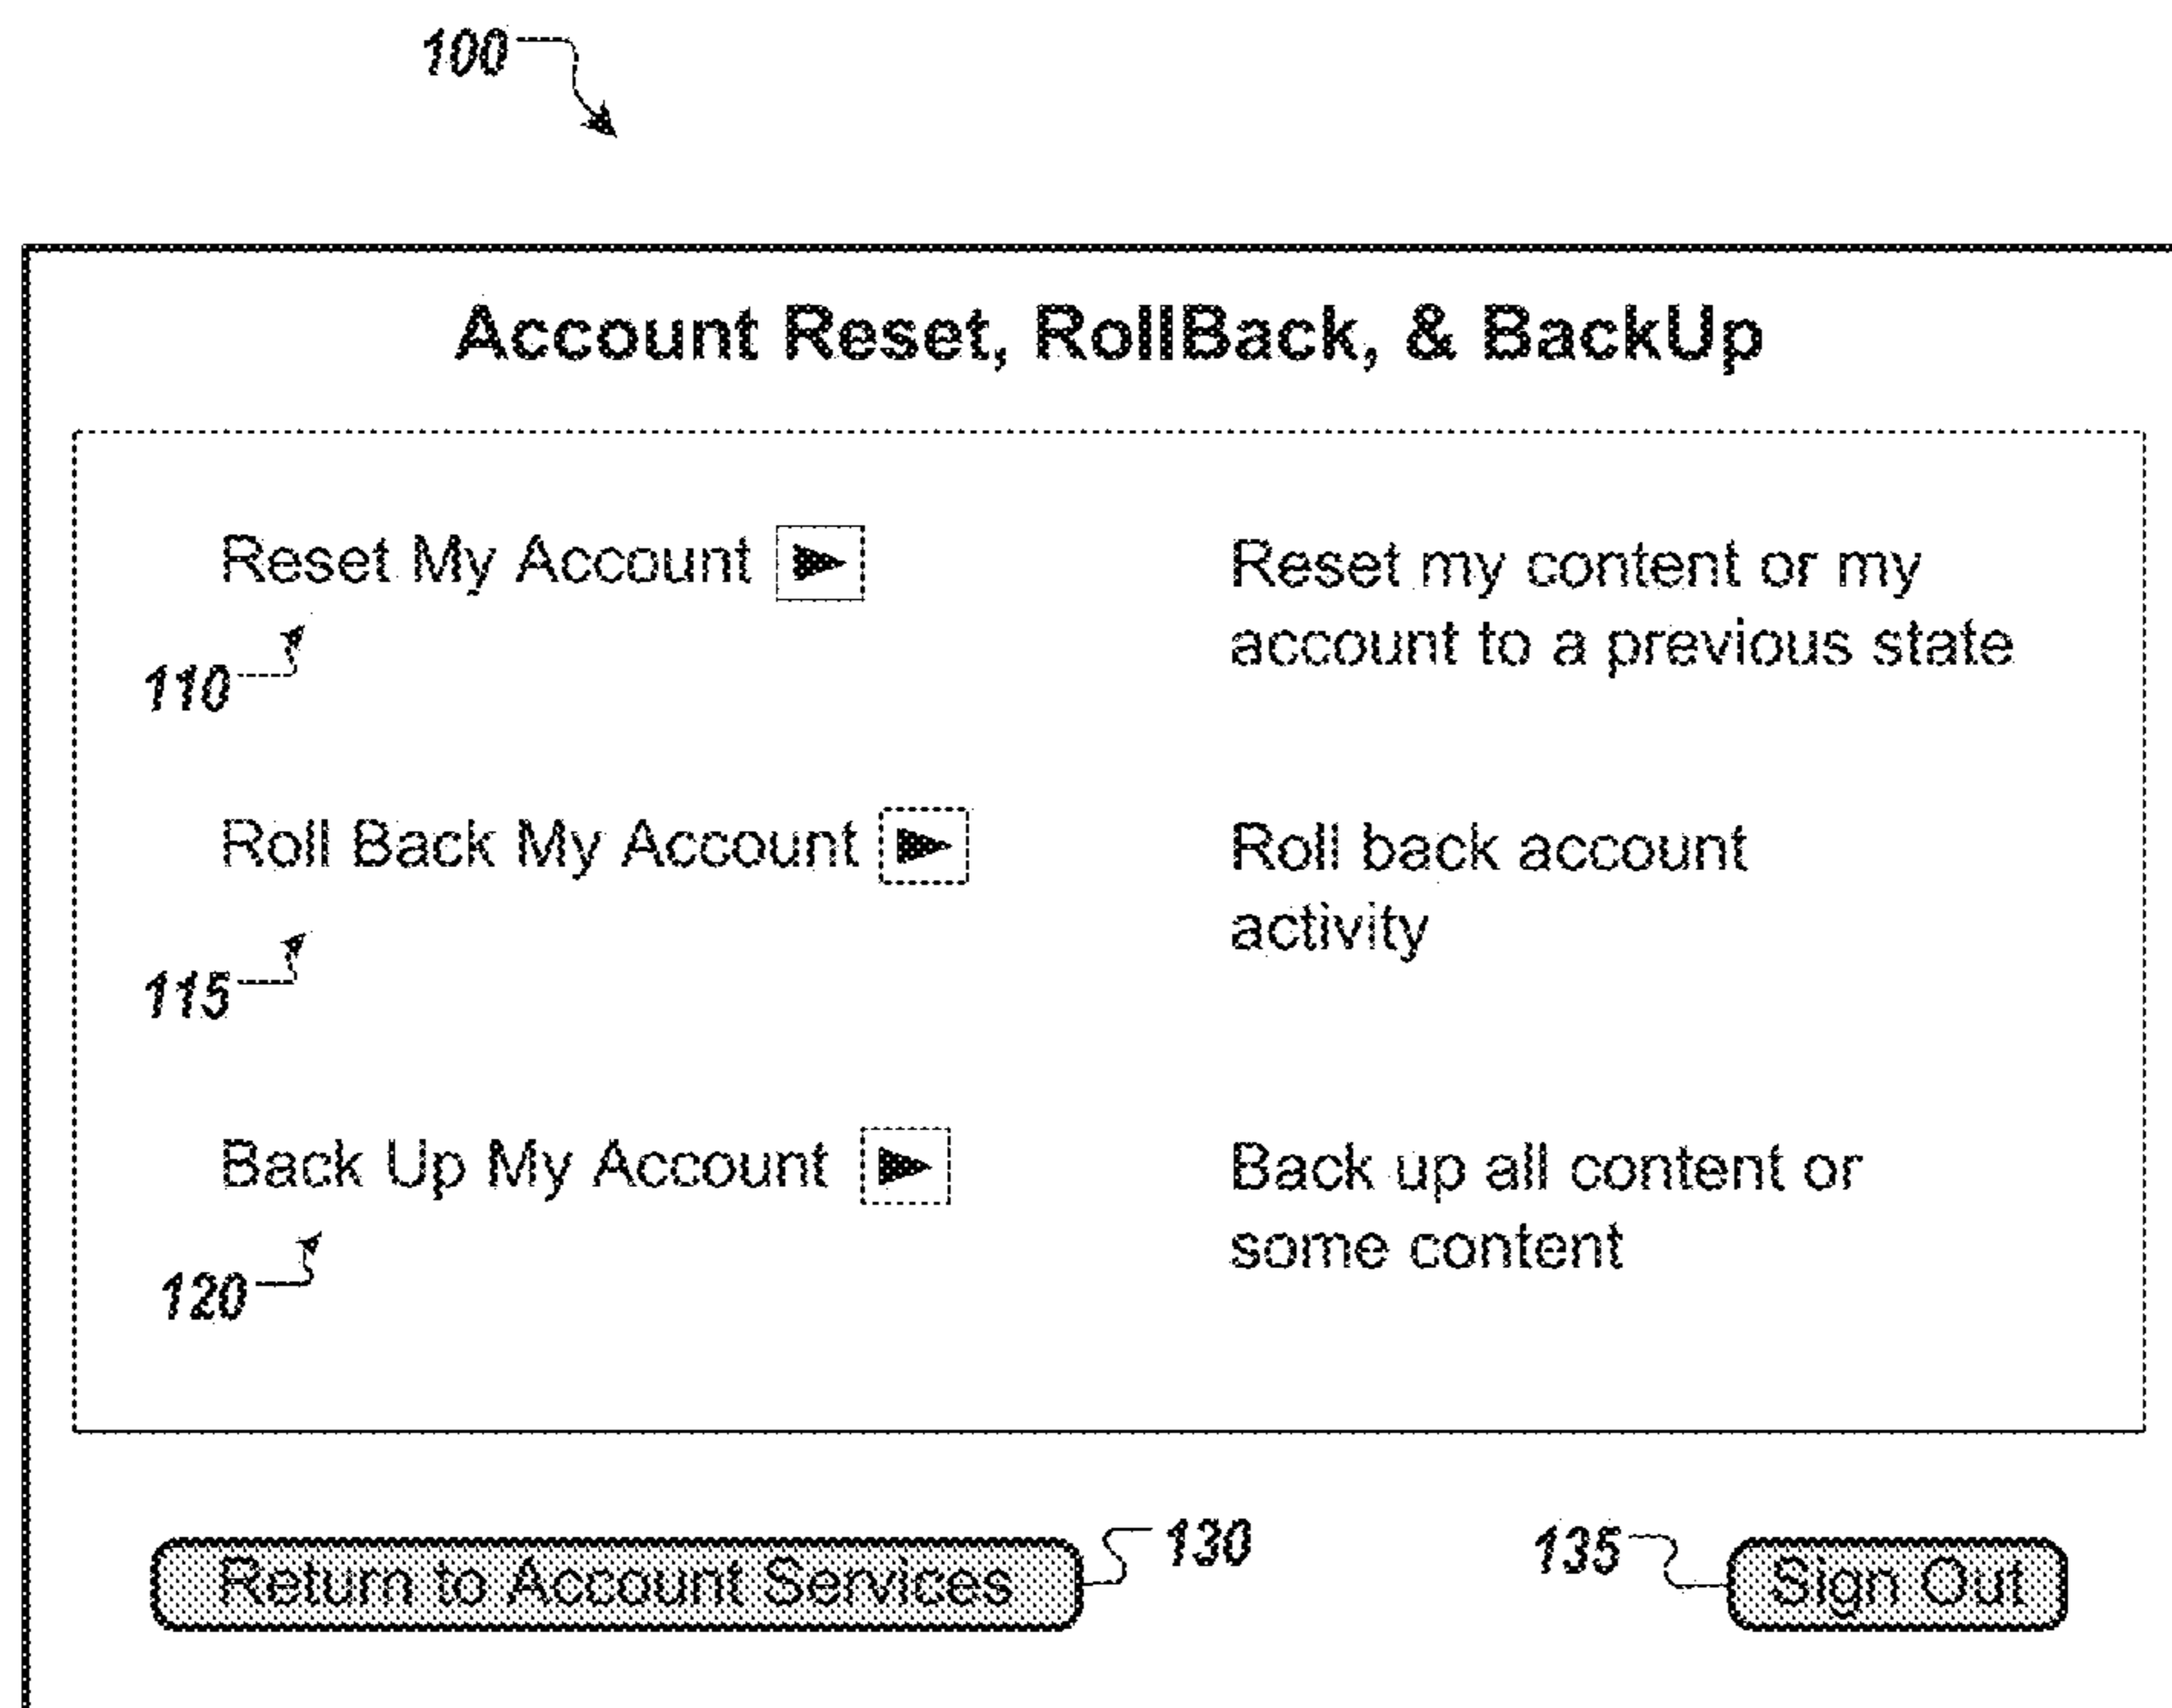 100
Account Reset, RollBack, & BackUp
Reset My Account
Reset my content or my
account to a previous state
110
Roll Back My Account
Roll back account
activity
115
Back Up My Account
Back up all content or
some content
120
Return to Account Services
130
135
Sign Out